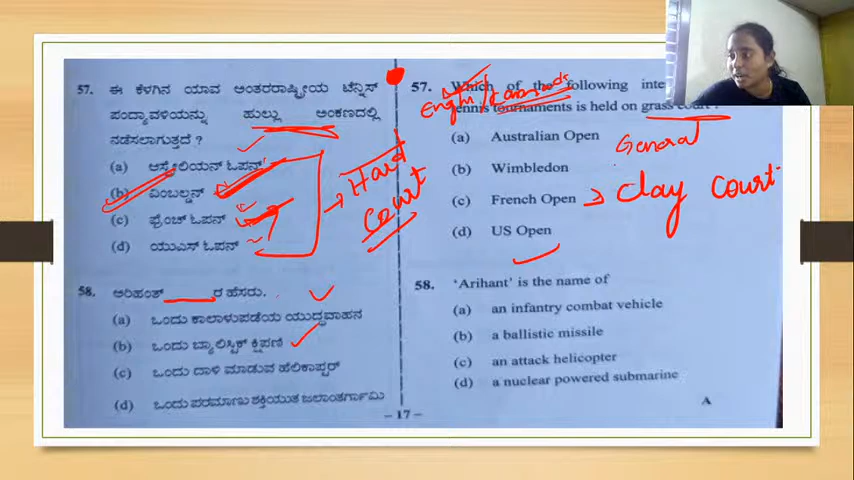 57. ಈ ಕೆಳಗಿನ ಯಾವ ಅಂತರರಾಷ್ಟ್ರೀಯ ಟೆನ್ನಿಸ್
ಪಂದ್ಯಾವಳಿಯನ್ನು ಹುಲ್ಲು ಅಂಕಣದಲ್ಲಿ
ನಡೆಸಲಾಗುತ್ತದೆ ?
(a) ಆಸ್ಟ್ರೇಲಿಯನ್ ಓಪನ್
(b) ವಿಂಬಲ್ಡನ್
(c) ಫ್ರೆಂಚ್ ಓಪನ್
(d) ಯುಎಸ್ ಓಪನ್
Hard
court
58. ಅರಿಹಂತ್ ______ರ ಹೆಸರು.
(a) ಒಂದು ಕಾಲಾಳುಪಡೆಯ ಯುದ್ಧವಾಹನ
(b) ಒಂದು ಬ್ಯಾಲಿಸ್ಟಿಕ್ ಕ್ಷಿಪಣಿ
(c) ಒಂದು ದಾಳಿ ಮಾಡುವ ಹೆಲಿಕಾಪ್ಟರ್
(d) ಒಂದು ಪರಮಾಣು ಶಕ್ತಿಯುತ ಜಲಾಂತರ್ಗಾಮಿ
57. Which of the following inte
tennis tournaments is held on grass court ?
(a) Australian Open
General
(b) Wimbledon
(c) French Open → Clay court
(d) US Open
58. 'Arihant' is the name of
(a) an infantry combat vehicle
(b) a ballistic missile
(c) an attack helicopter
(d) a nuclear powered submarine
A
– 17 –